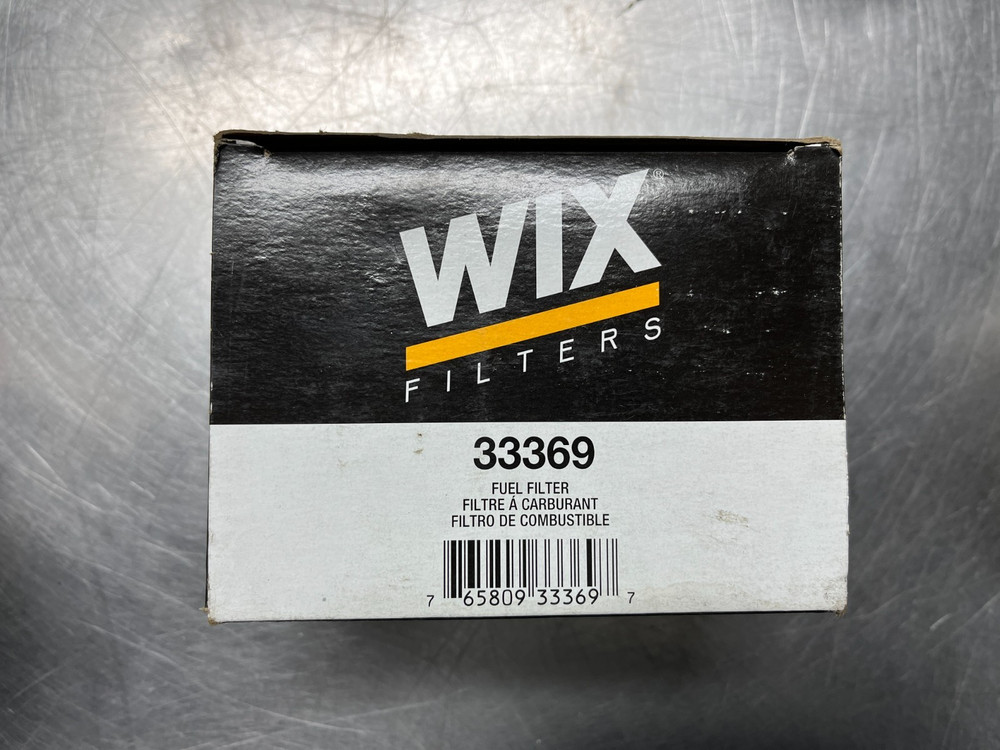 WIX®
FILTERS
33369
FUEL FILTER
FILTRE Á CARBURANT
FILTRO DE COMBUSTIBLE
7 65809 33369 7